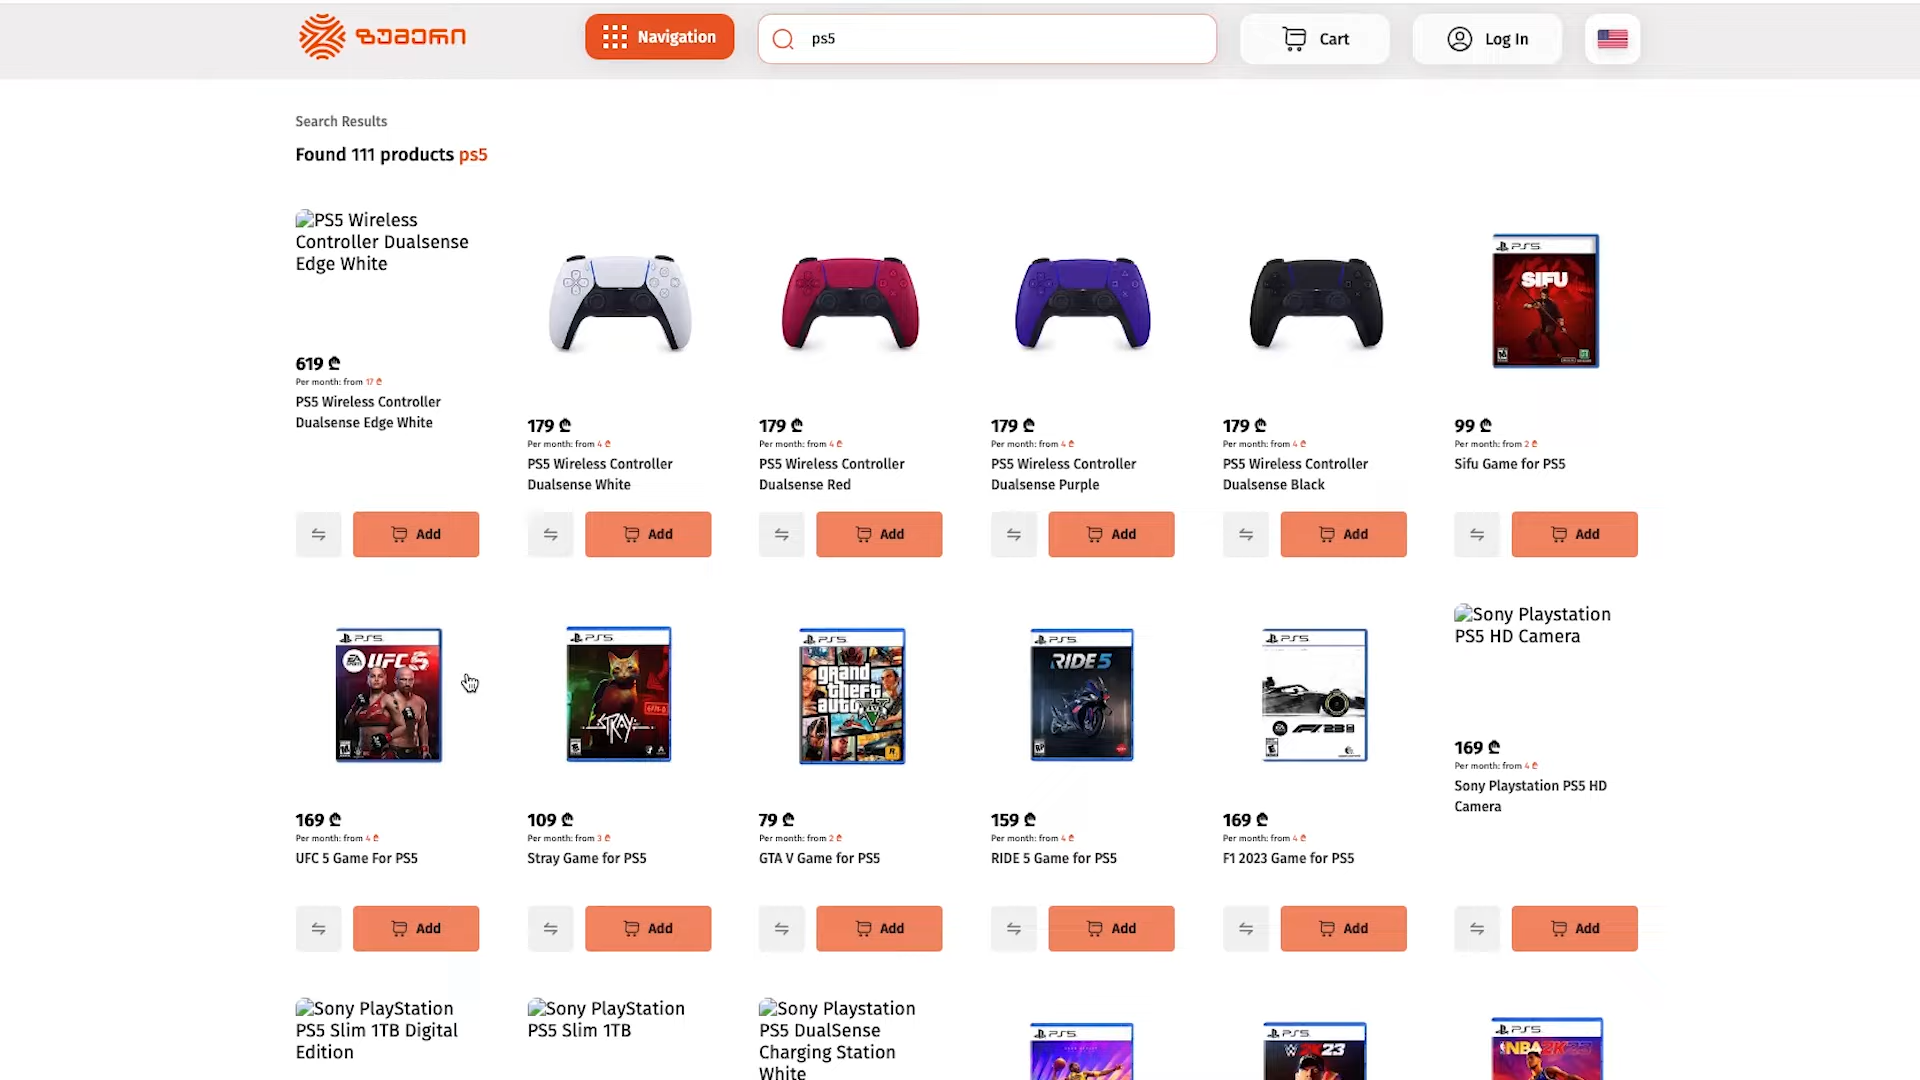 ზუმერი
Navigation
ps5
Cart
Log In
Search Results
Found 111 products ps5
PS5 Wireless
Controller Dualsense
Edge White
619 ₾
Per month: from 17 ₾
PS5 Wireless Controller
Dualsense Edge White
Add
179 ₾
Per month: from 4 ₾
PS5 Wireless Controller
Dualsense White
Add
179 ₾
Per month: from 4 ₾
PS5 Wireless Controller
Dualsense Red
Add
179 ₾
Per month: from 4 ₾
PS5 Wireless Controller
Dualsense Purple
Add
179 ₾
Per month: from 4 ₾
PS5 Wireless Controller
Dualsense Black
Add
PS5
SIFU
99 ₾
Per month: from 2 ₾
Sifu Game for PS5
Add
PS5
EA SPORTS UFC 5
169 ₾
Per month: from 4 ₾
UFC 5 Game For PS5
Add
PS5
STRAY
109 ₾
Per month: from 3 ₾
Stray Game for PS5
Add
PS5
grand
theft
auto V
79 ₾
Per month: from 2 ₾
GTA V Game for PS5
Add
PS5
RIDE 5
159 ₾
Per month: from 4 ₾
RIDE 5 Game for PS5
Add
PS5
F1 23
169 ₾
Per month: from 4 ₾
F1 2023 Game for PS5
Add
Sony Playstation
PS5 HD Camera
169 ₾
Per month: from 4 ₾
Sony Playstation PS5 HD
Camera
Add
Sony PlayStation
PS5 Slim 1TB Digital
Edition
Sony PlayStation
PS5 Slim 1TB
Sony Playstation
PS5 DualSense
Charging Station
White
PS5
PS5
W2K23
PS5
NBA2K23